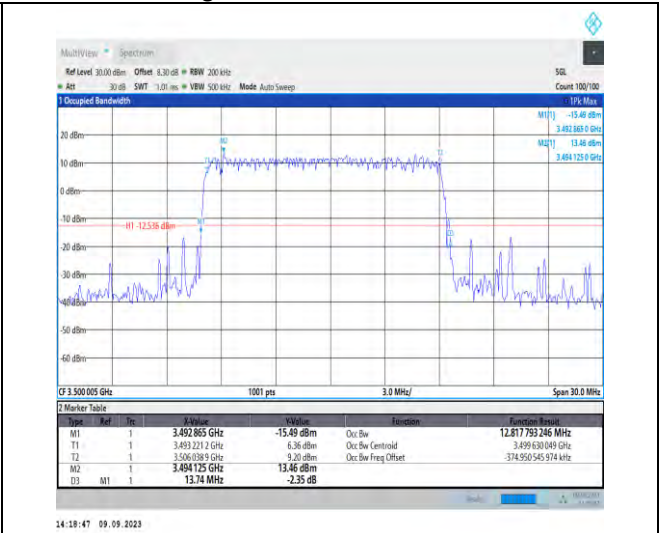 MultiView Spectrum
Ref Level 30.00 dBm Offset 8.30 dB RBW 200 kHz SGL
Att 30 dB SWT 1.01 ms VBW 500 kHz Mode Auto Sweep Count 100/100
1 Occupied Bandwidth 1Pk Max
M1[1] -15.49 dBm
3.492 865 0 GHz
M2[1] 13.46 dBm
3.494 125 0 GHz
20 dBm
M2
T1
T2
10 dBm
0 dBm
-10 dBm
H1 -12.536 dBm
M1
D3
-20 dBm
-30 dBm
-40 dBm
-50 dBm
-60 dBm
CF 3.500 005 GHz 1001 pts 3.0 MHz/ Span 30.0 MHz
2 Marker Table
Type Ref Trc X-Value Y-Value Function Function Result
M1 1 3.492 865 GHz -15.49 dBm Occ Bw 12.817 793 246 MHz
T1 1 3.493 221 2 GHz 6.36 dBm Occ Bw Centroid 3.499 630 049 GHz
T2 1 3.506 038 9 GHz 9.20 dBm Occ Bw Freq Offset -374.950 545 974 kHz
M2 1 3.494 125 GHz 13.46 dBm
D3 M1 1 13.74 MHz -2.35 dB
14:18:47 09.09.2023